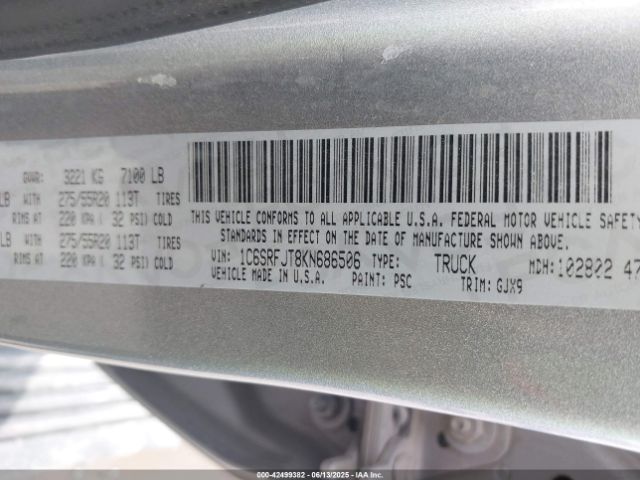 GVWR: 3221 KG 7100 LB
LB WITH 275/55R20 113T TIRES
RIMS AT 220 KPA ( 32 PSI) COLD
LB WITH 275/55R20 113T TIRES
RIMS AT 220 KPA ( 32 PSI) COLD
THIS VEHICLE CONFORMS TO ALL APPLICABLE U.S.A. FEDERAL MOTOR VEHICLE SAFETY
STANDARDS IN EFFECT ON THE DATE OF MANUFACTURE SHOWN ABOVE.
VIN: 1C6SRFJT8KN686506 TYPE: TRUCK MDH: 102802 47
VEHICLE MADE IN U.S.A. PAINT: PSC TRIM: GJX9
000-42499382 - 06/13/2025 - IAAI.COM